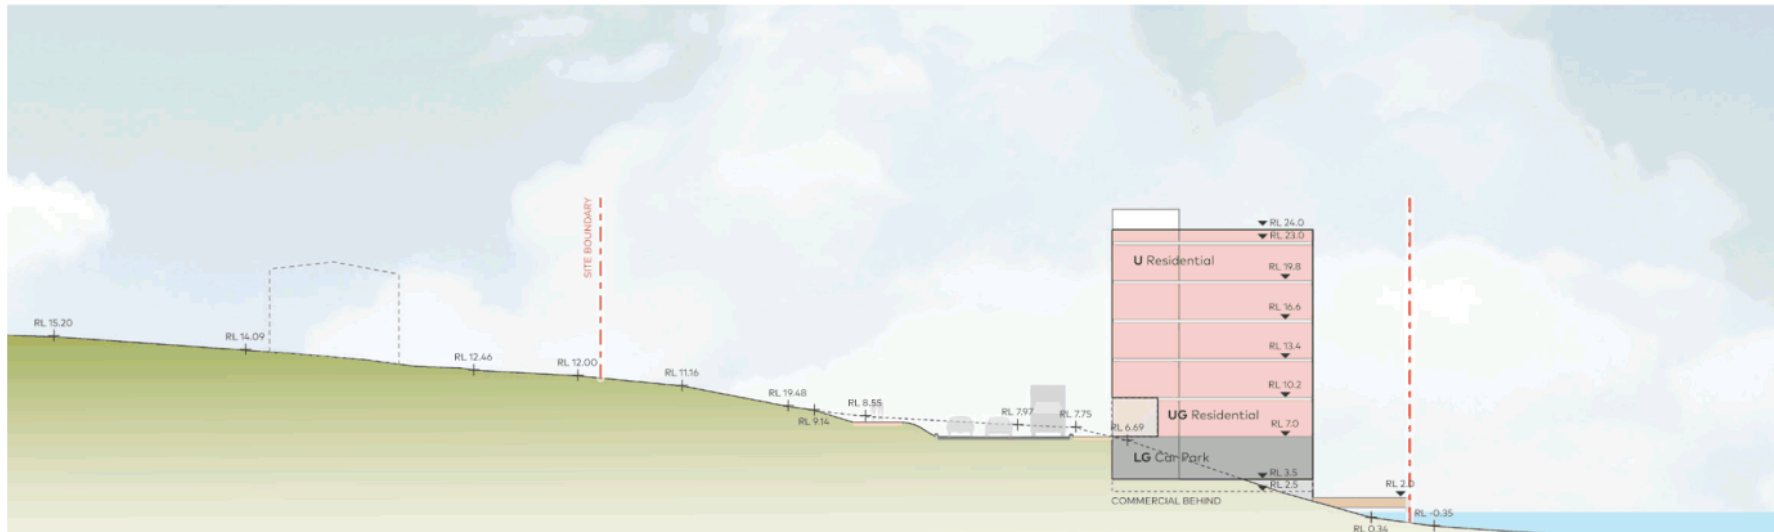 SITE BOUNDARY
RL 24.0
RL 23.0
U Residential
RL 19.8
RL 16.6
RL 15.20
RL 14.09
RL 12.46
RL 12.00
RL 11.16
RL 13.4
RL 19.48
RL 9.14
RL 8.55
RL 7.97
RL 7.75
RL 10.2
UG Residential
RL 6.69
RL 7.0
LG Car Park
RL 3.5
RL 2.5
COMMERCIAL BEHIND
RL 2.0
RL -0.35
RL 0.34